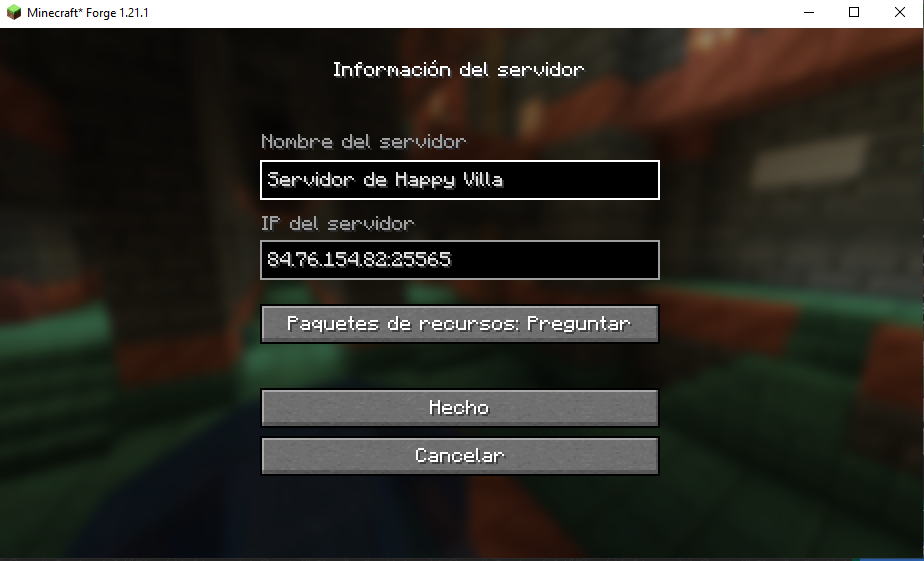 Minecraft* Forge 1.21.1
Información del servidor
Nombre del servidor
Servidor de Happy Villa
IP del servidor
84.76.154.82:25565
Paquetes de recursos: Preguntar
Hecho
Cancelar